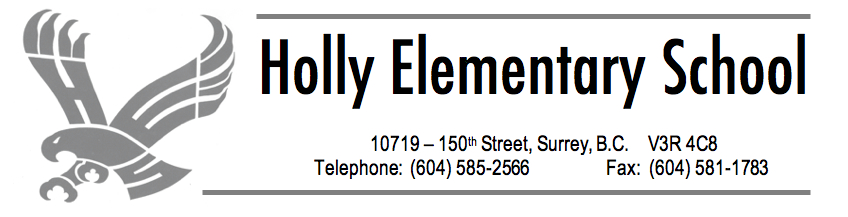 Holly Elementary School
10719 – 150th Street, Surrey, B.C. V3R 4C8
Telephone: (604) 585-2566 Fax: (604) 581-1783